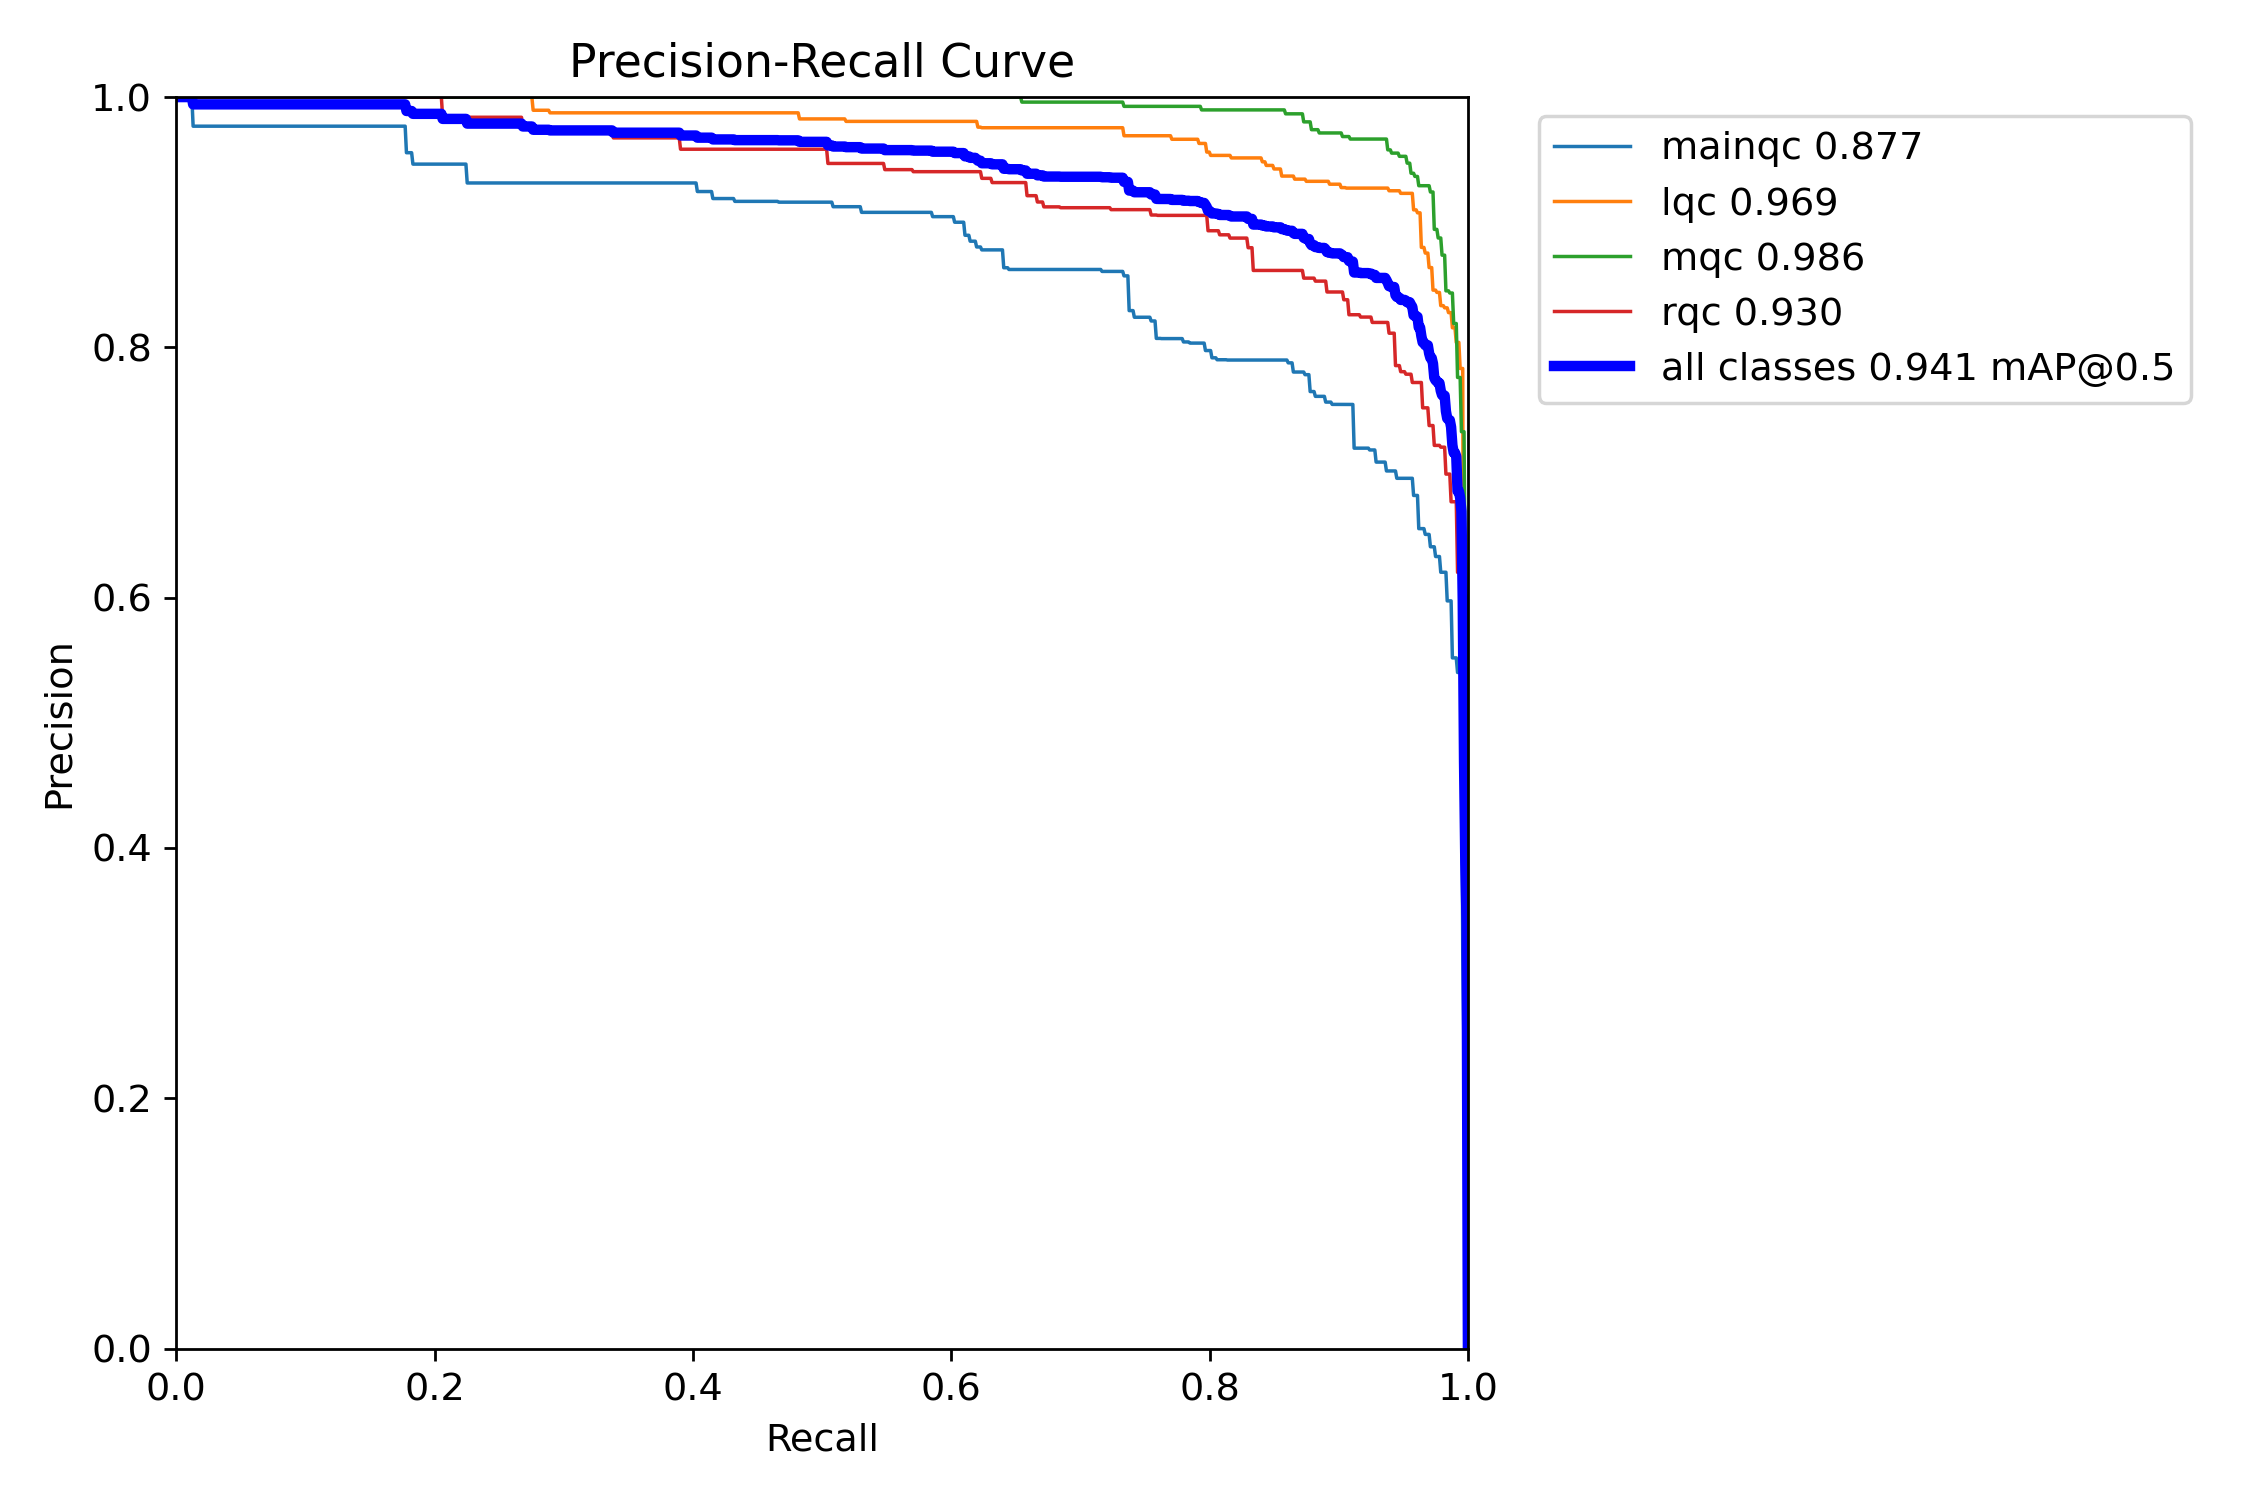 Precision-Recall Curve
1.0
0.8
0.6
0.4
0.2
0.0
Precision
0.0 0.2 0.4 0.6 0.8 1.0
Recall
mainqc 0.877
lqc 0.969
mqc 0.986
rqc 0.930
all classes 0.941 mAP@0.5